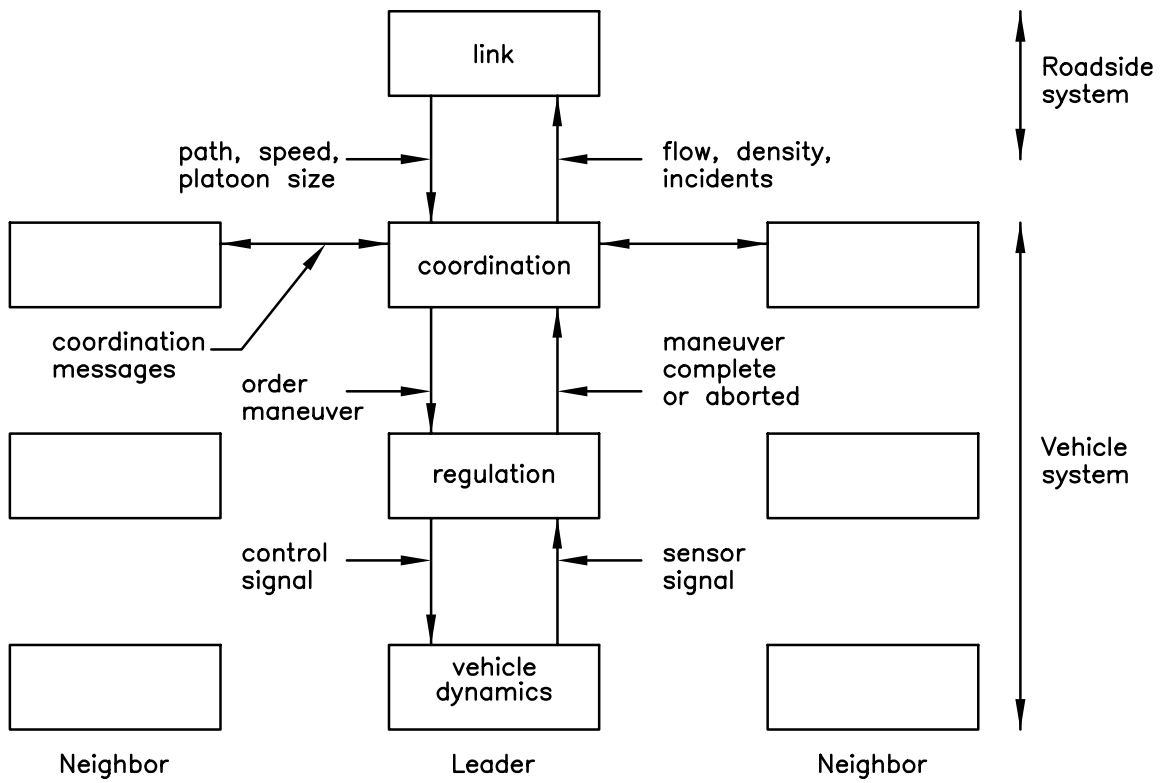 link
Roadside
system
path, speed,
platoon size
flow, density,
incidents
coordination
coordination
messages
order
maneuver
maneuver
complete
or aborted
regulation
Vehicle
system
control
signal
sensor
signal
vehicle
dynamics
Neighbor
Leader
Neighbor